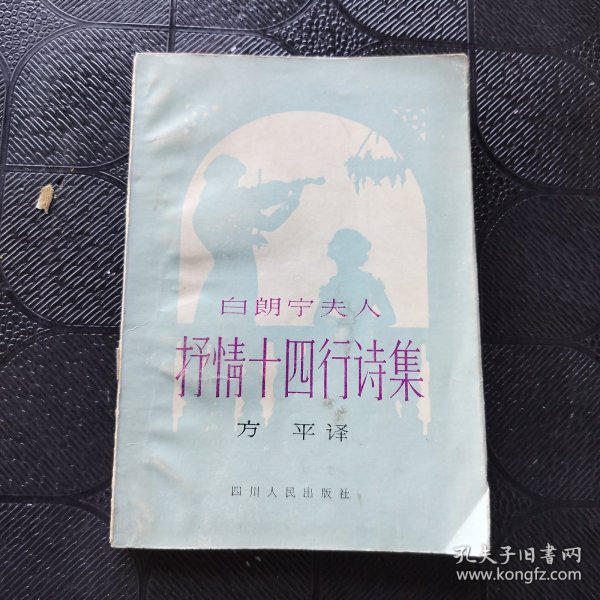 白朗宁夫人
抒情十四行诗集
方 平译
四川人民出版社
孔夫子旧书网
www.kongfz.com